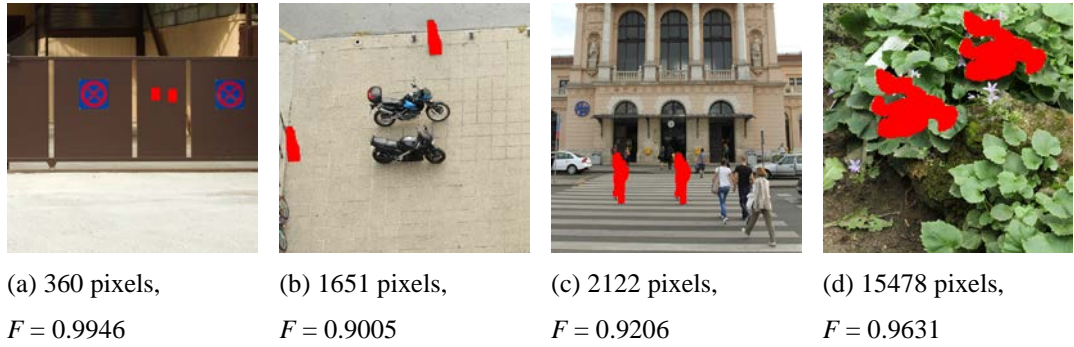 (a) 360 pixels,
F = 0.9946
(b) 1651 pixels,
F = 0.9005
(c) 2122 pixels,
F = 0.9206
(d) 15478 pixels,
F = 0.9631